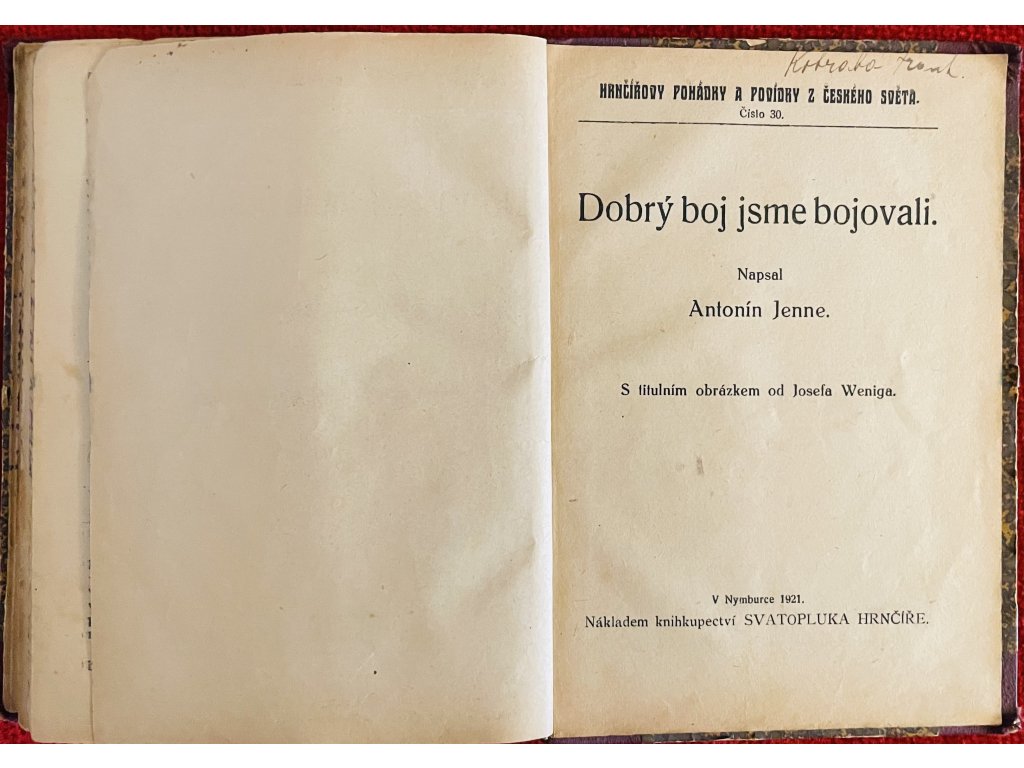 HRNČÍŘOVY POHÁDKY A POVÍDKY Z ČESKÉHO SVĚTA.
Číslo 30.
Dobrý boj jsme bojovali.
Napsal
Antonín Jenne.
S titulním obrázkem od Josefa Weniga.
V Nymburce 1921.
Nákladem knihkupectví SVATOPLUKA HRNČÍŘE.